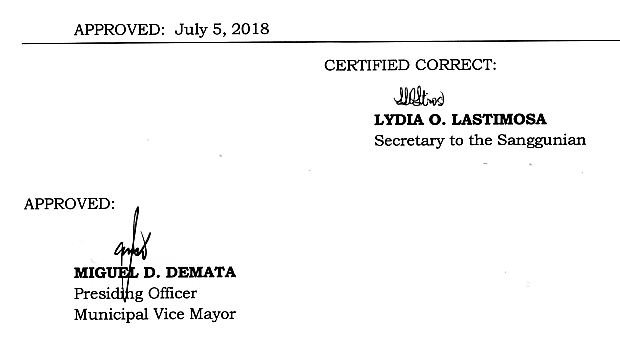 APPROVED: July 5, 2018
CERTIFIED CORRECT:
LYDIA O. LASTIMOSA
Secretary to the Sanggunian
APPROVED:
MIGUEL D. DEMATA
Presiding Officer
Municipal Vice Mayor